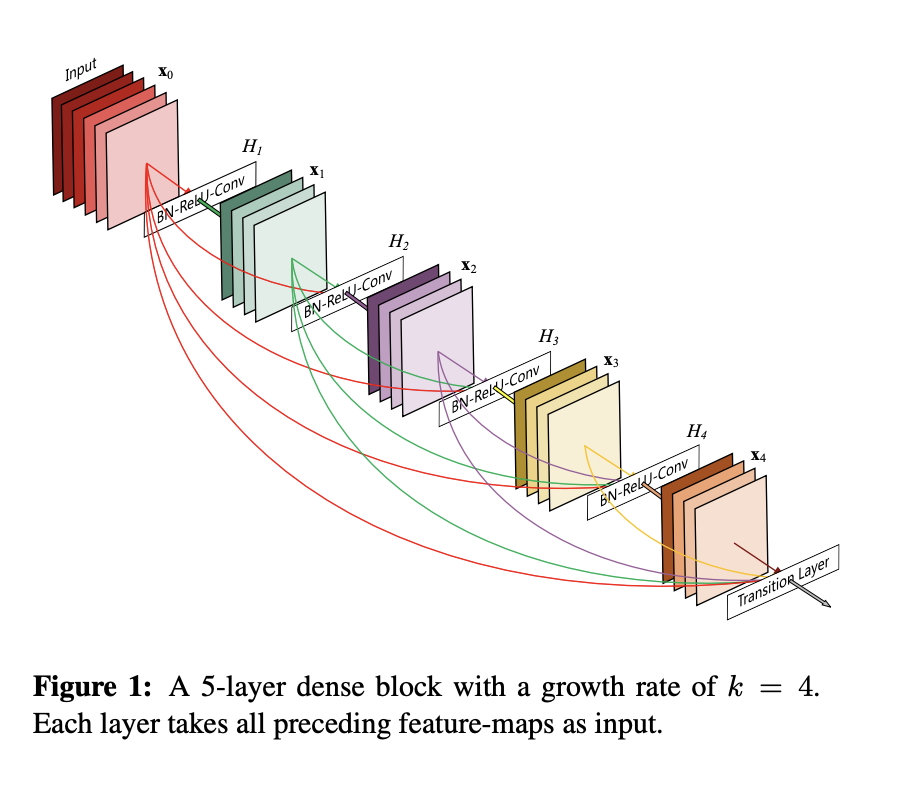 Input
x₀
H₁
BN-ReLU-Conv
x₁
H₂
BN-ReLU-Conv
x₂
H₃
BN-ReLU-Conv
x₃
H₄
BN-ReLU-Conv
x₄
Transition Layer
Figure 1: A 5-layer dense block with a growth rate of k = 4.
Each layer takes all preceding feature-maps as input.